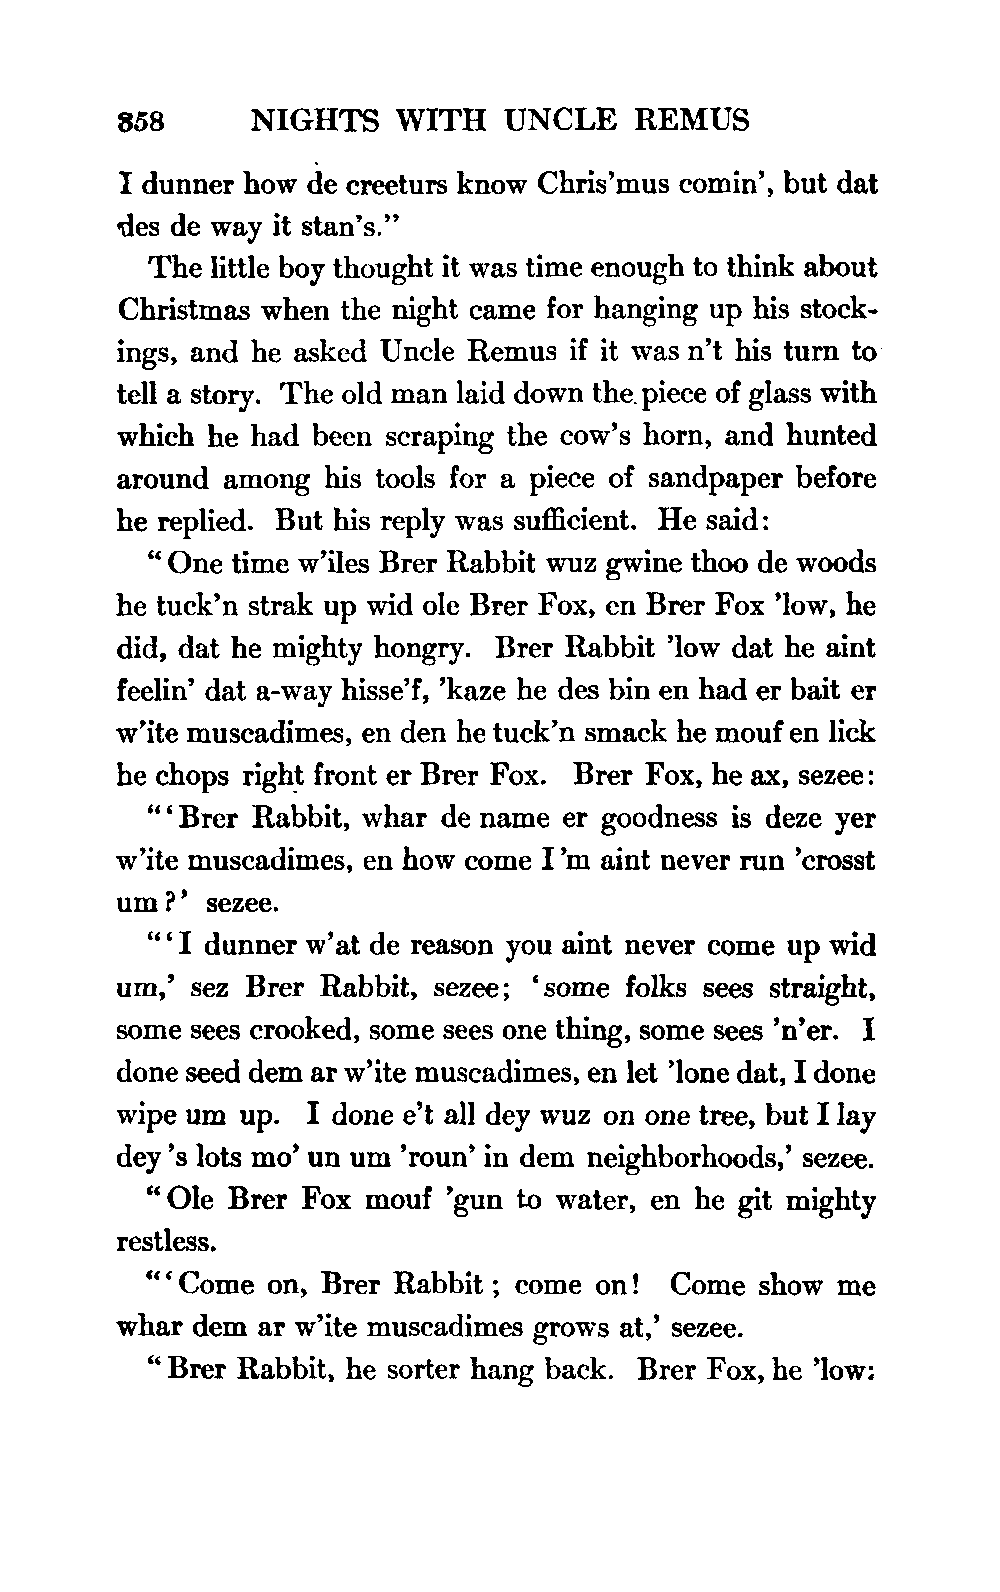 358 NIGHTS WITH UNCLE REMUS
I dunner how de creeturs know Chris'mus comin', but dat
des de way it stan's."
The little boy thought it was time enough to think about
Christmas when the night came for hanging up his stock-
ings, and he asked Uncle Remus if it was n't his turn to
tell a story. The old man laid down the piece of glass with
which he had been scraping the cow's horn, and hunted
around among his tools for a piece of sandpaper before
he replied. But his reply was sufficient. He said:
"One time w'iles Brer Rabbit wuz gwine thoo de woods
he tuck'n strak up wid ole Brer Fox, en Brer Fox 'low, he
did, dat he mighty hongry. Brer Rabbit 'low dat he aint
feelin' dat a-way hisse'f, 'kaze he des bin en had er bait er
w'ite muscadimes, en den he tuck'n smack he mouf en lick
he chops right front er Brer Fox. Brer Fox, he ax, sezee:
"'Brer Rabbit, whar de name er goodness is deze yer
w'ite muscadimes, en how come I 'm aint never run 'crosst
um?' sezee.
"'I dunner w'at de reason you aint never come up wid
um,' sez Brer Rabbit, sezee; 'some folks sees straight,
some sees crooked, some sees one thing, some sees 'n'er. I
done seed dem ar w'ite muscadimes, en let 'lone dat, I done
wipe um up. I done e't all dey wuz on one tree, but I lay
dey 's lots mo' un um 'roun' in dem neighborhoods,' sezee.
"Ole Brer Fox mouf 'gun to water, en he git mighty
restless.
"'Come on, Brer Rabbit; come on! Come show me
whar dem ar w'ite muscadimes grows at,' sezee.
"Brer Rabbit, he sorter hang back. Brer Fox, he 'low: